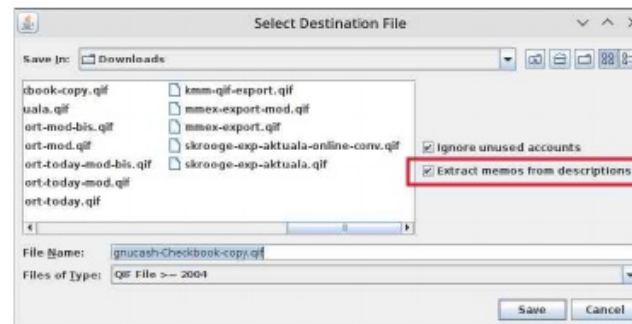 Select Destination File
Save In: Downloads
cbook-copy.qif
uala.qif
ort-mod-bis.qif
ort-mod.qif
ort-today-mod-bis.qif
ort-today-mod.qif
ort-today.qif
kmm-qif-export.qif
mmex-export-mod.qif
mmex-export.qif
skrooge-exp-aktuala-online-conv.qif
skrooge-exp-aktuala.qif
Ignore unused accounts
Extract memos from descriptions
File Name: gnucash-Checkbook-copy.qif
Files of Type: QIF File >= 2004
Save Cancel